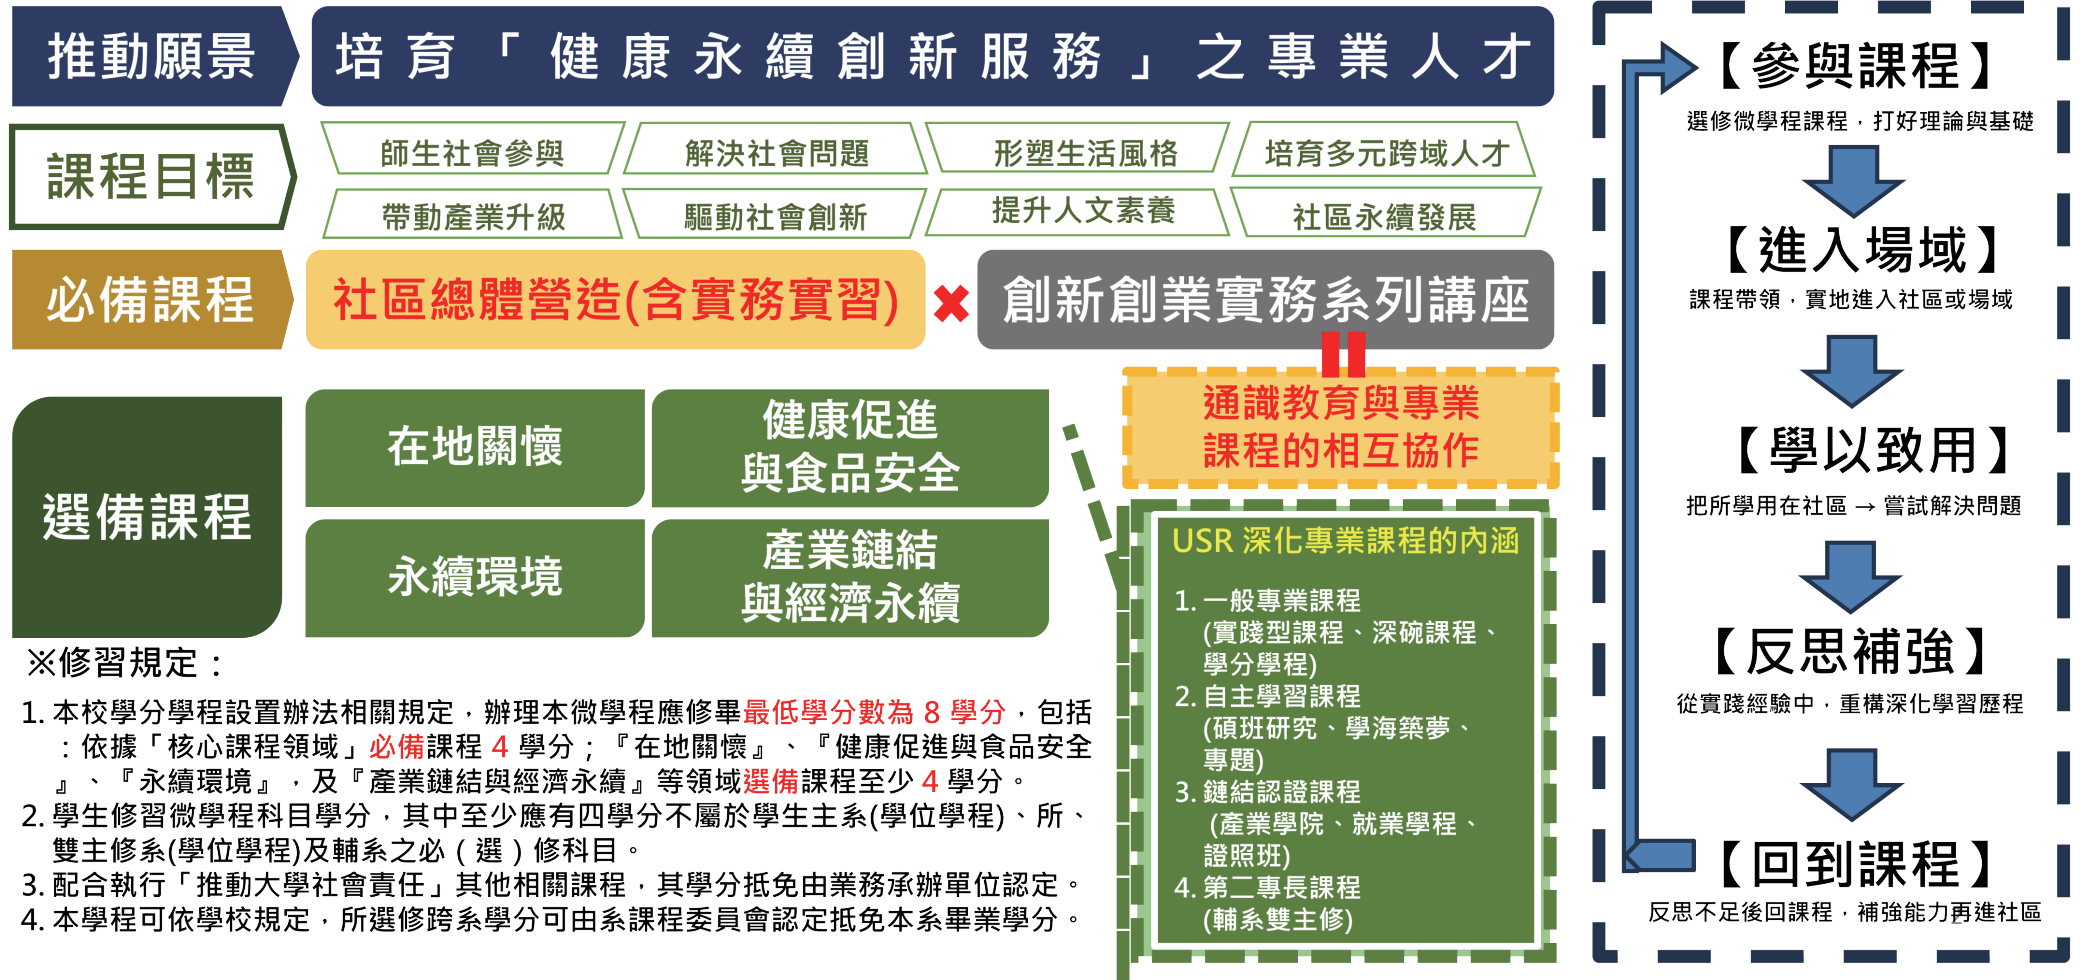 推動願景
培育「健康永續創新服務」之專業人才
課程目標
師生社會參與
解決社會問題
形塑生活風格
培育多元跨域人才
帶動產業升級
驅動社會創新
提升人文素養
社區永續發展
必備課程
社區總體營造(含實務實習)
✖
創新創業實務系列講座
通識教育與專業
課程的相互協作
選備課程
在地關懷
健康促進
與食品安全
永續環境
產業鏈結
與經濟永續
USR 深化專業課程的內涵
1. 一般專業課程
(實踐型課程、深碗課程、
學分學程)
2. 自主學習課程
(碩班研究、學海築夢、
專題)
3. 鏈結認證課程
(產業學院、就業學程、
證照班)
4. 第二專長課程
(輔系雙主修)
※修習規定：
1. 本校學分學程設置辦法相關規定，辦理本微學程應修畢最低學分數為 8 學分，包括
：依據「核心課程領域」必備課程 4 學分；『在地關懷』、『健康促進與食品安全
』、『永續環境』，及『產業鏈結與經濟永續』等領域選備課程至少 4 學分。
2. 學生修習微學程科目學分，其中至少應有四學分不屬於學生主系(學位學程)、所、
雙主修系(學位學程)及輔系之必（選）修科目。
3. 配合執行「推動大學社會責任」其他相關課程，其學分抵免由業務承辦單位認定。
4. 本學程可依學校規定，所選修跨系學分可由系課程委員會認定抵免本系畢業學分。
【參與課程】
選修微學程課程，打好理論與基礎
【進入場域】
課程帶領，實地進入社區或場域
【學以致用】
把所學用在社區 → 嘗試解決問題
【反思補強】
從實踐經驗中，重構深化學習歷程
【回到課程】
反思不足後回課程，補強能力再進社區